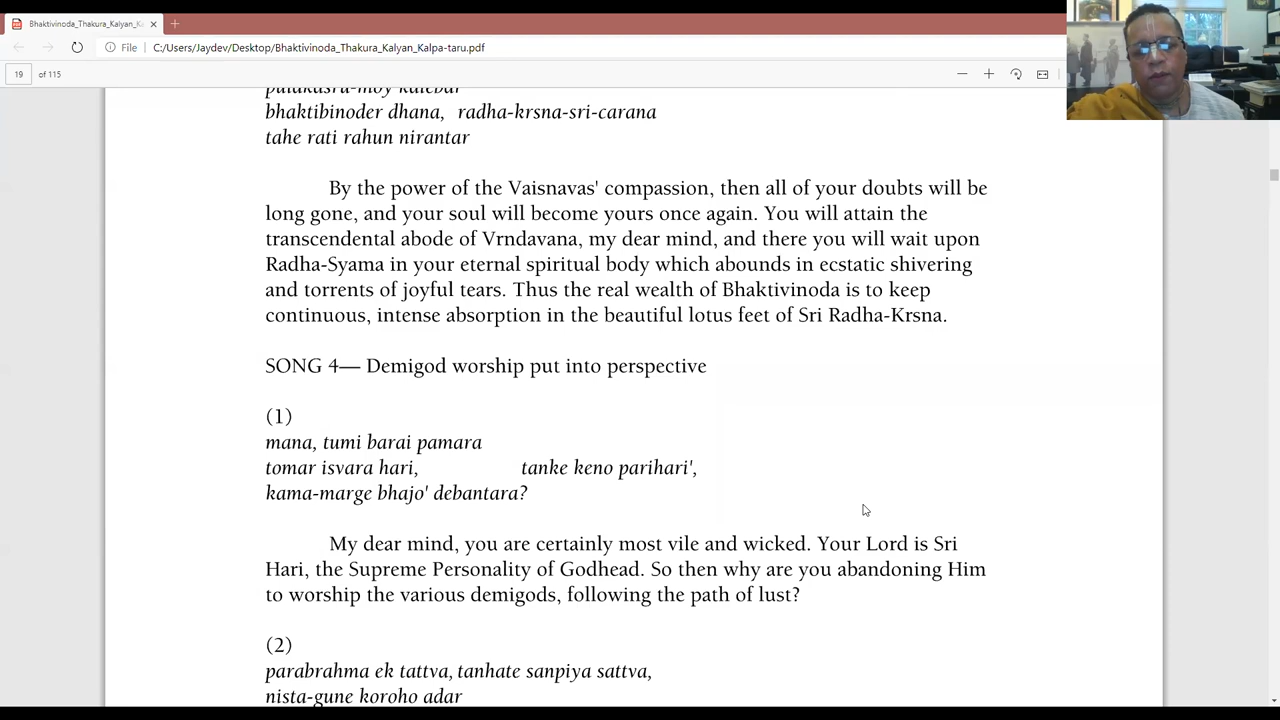 Bhaktivinoda_Thakura_Kalyan_K
File
C:/Users/Jaydev/Desktop/Bhaktivinoda_Thakura_Kalyan_Kalpa-taru.pdf
19 of 115
pulakasru-moy kalebar
bhaktibinoder dhana, radha-krsna-sri-carana
tahe rati rahun nirantar
By the power of the Vaisnavas' compassion, then all of your doubts will be
long gone, and your soul will become yours once again. You will attain the
transcendental abode of Vrndavana, my dear mind, and there you will wait upon
Radha-Syama in your eternal spiritual body which abounds in ecstatic shivering
and torrents of joyful tears. Thus the real wealth of Bhaktivinoda is to keep
continuous, intense absorption in the beautiful lotus feet of Sri Radha-Krsna.
SONG 4— Demigod worship put into perspective
(1)
mana, tumi barai pamara
tomar isvara hari, tanke keno parihari',
kama-marge bhajo' debantara?
My dear mind, you are certainly most vile and wicked. Your Lord is Sri
Hari, the Supreme Personality of Godhead. So then why are you abandoning Him
to worship the various demigods, following the path of lust?
(2)
parabrahma ek tattva, tanhate sanpiya sattva,
nista-gune koroho adar